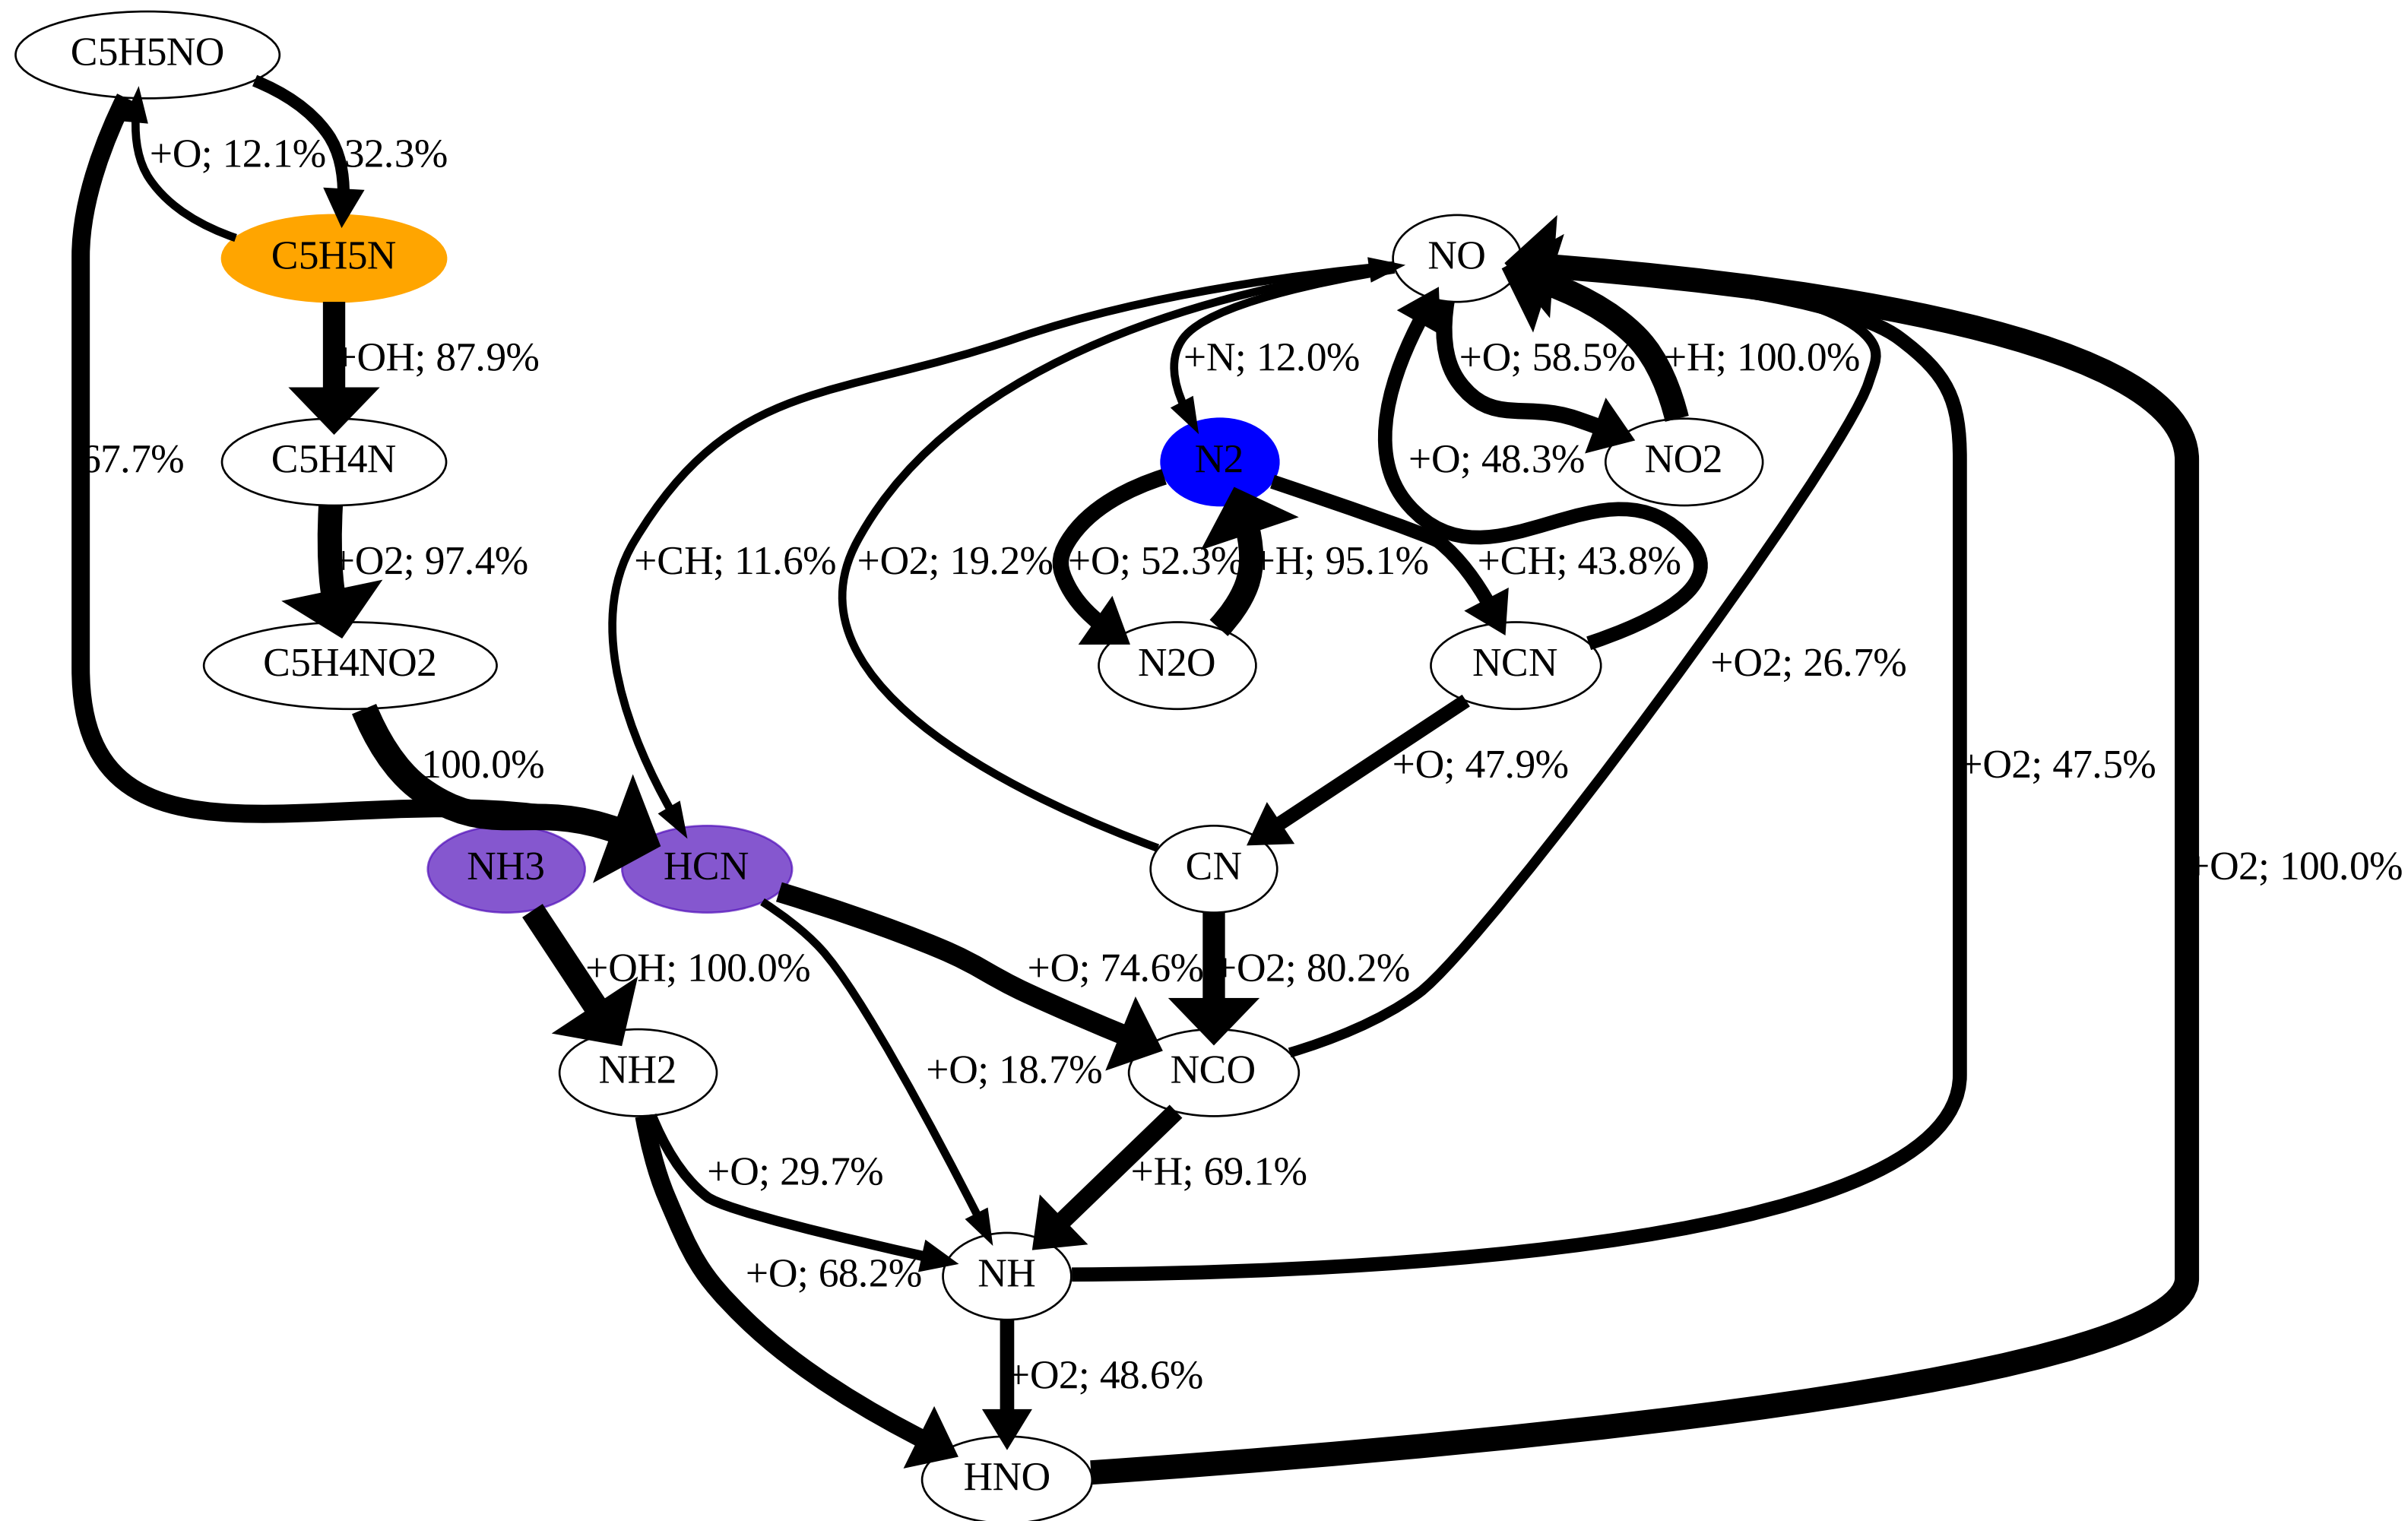 C5H5NO
+O; 12.1%
32.3%
C5H5N
NO
+OH; 87.9%
+N; 12.0%
+O; 58.5%
+H; 100.0%
67.7%
C5H4N
N2
+O; 48.3%
NO2
+O2; 97.4%
+CH; 11.6%
+O2; 19.2%
+O; 52.3%
+H; 95.1%
+CH; 43.8%
C5H4NO2
N2O
NCN
+O2; 26.7%
100.0%
+O; 47.9%
+O2; 47.5%
NH3
HCN
CN
+O2; 100.0%
+OH; 100.0%
+O; 74.6%
+O2; 80.2%
NH2
+O; 18.7%
NCO
+O; 29.7%
+H; 69.1%
+O; 68.2%
NH
+O2; 48.6%
HNO